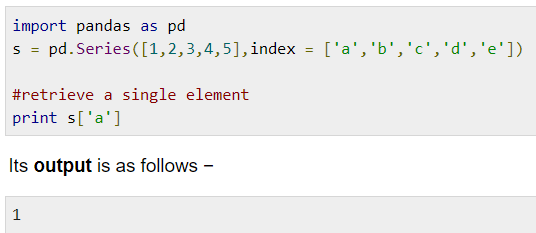 import pandas as pd
s = pd.Series([1,2,3,4,5],index = ['a','b','c','d','e'])
#retrieve a single element
print s['a']
Its output is as follows −
1